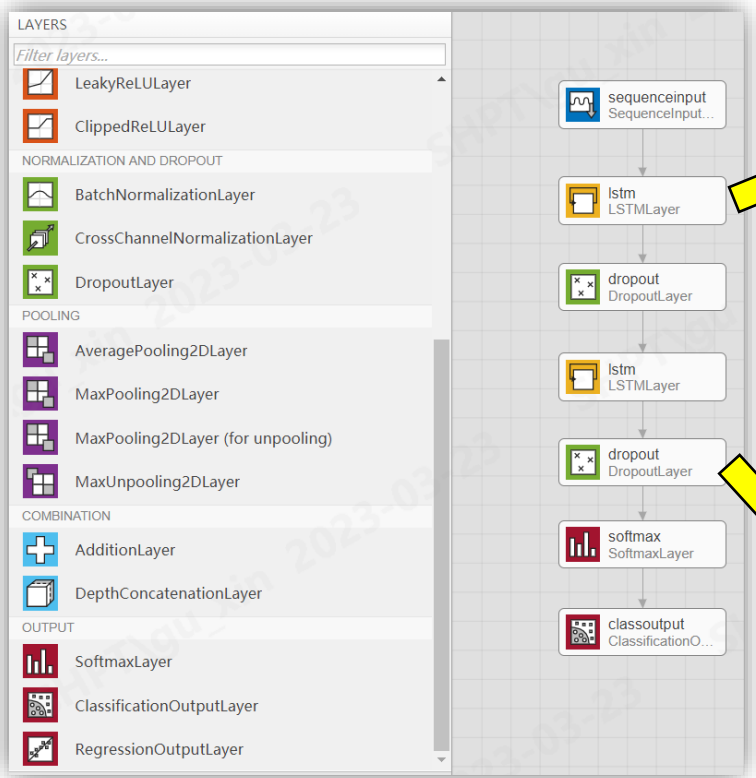 LAYERS
Filter layers...
LeakyReLULayer
ClippedReLULayer
NORMALIZATION AND DROPOUT
BatchNormalizationLayer
CrossChannelNormalizationLayer
DropoutLayer
POOLING
AveragePooling2DLayer
MaxPooling2DLayer
MaxPooling2DLayer (for unpooling)
MaxUnpooling2DLayer
COMBINATION
AdditionLayer
DepthConcatenationLayer
OUTPUT
SoftmaxLayer
ClassificationOutputLayer
RegressionOutputLayer
sequenceinput
SequenceInput...
lstm
LSTMLayer
dropout
DropoutLayer
lstm
LSTMLayer
dropout
DropoutLayer
softmax
SoftmaxLayer
classoutput
ClassificationO...